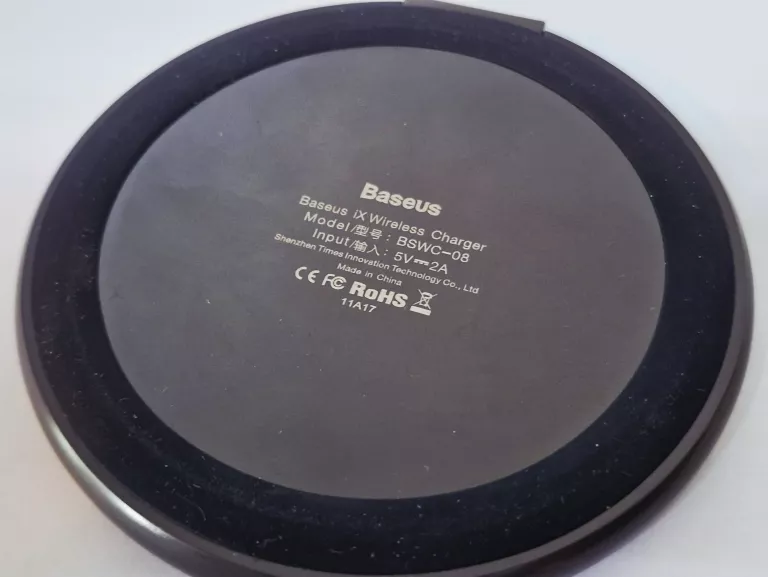 Baseus
Baseus iX Wireless Charger
Model/型号: BSWC-08
Input/输入: 5V⎓2A
Shenzhen Times Innovation Technology Co., Ltd
Made in China
CE FC RoHS
11A17